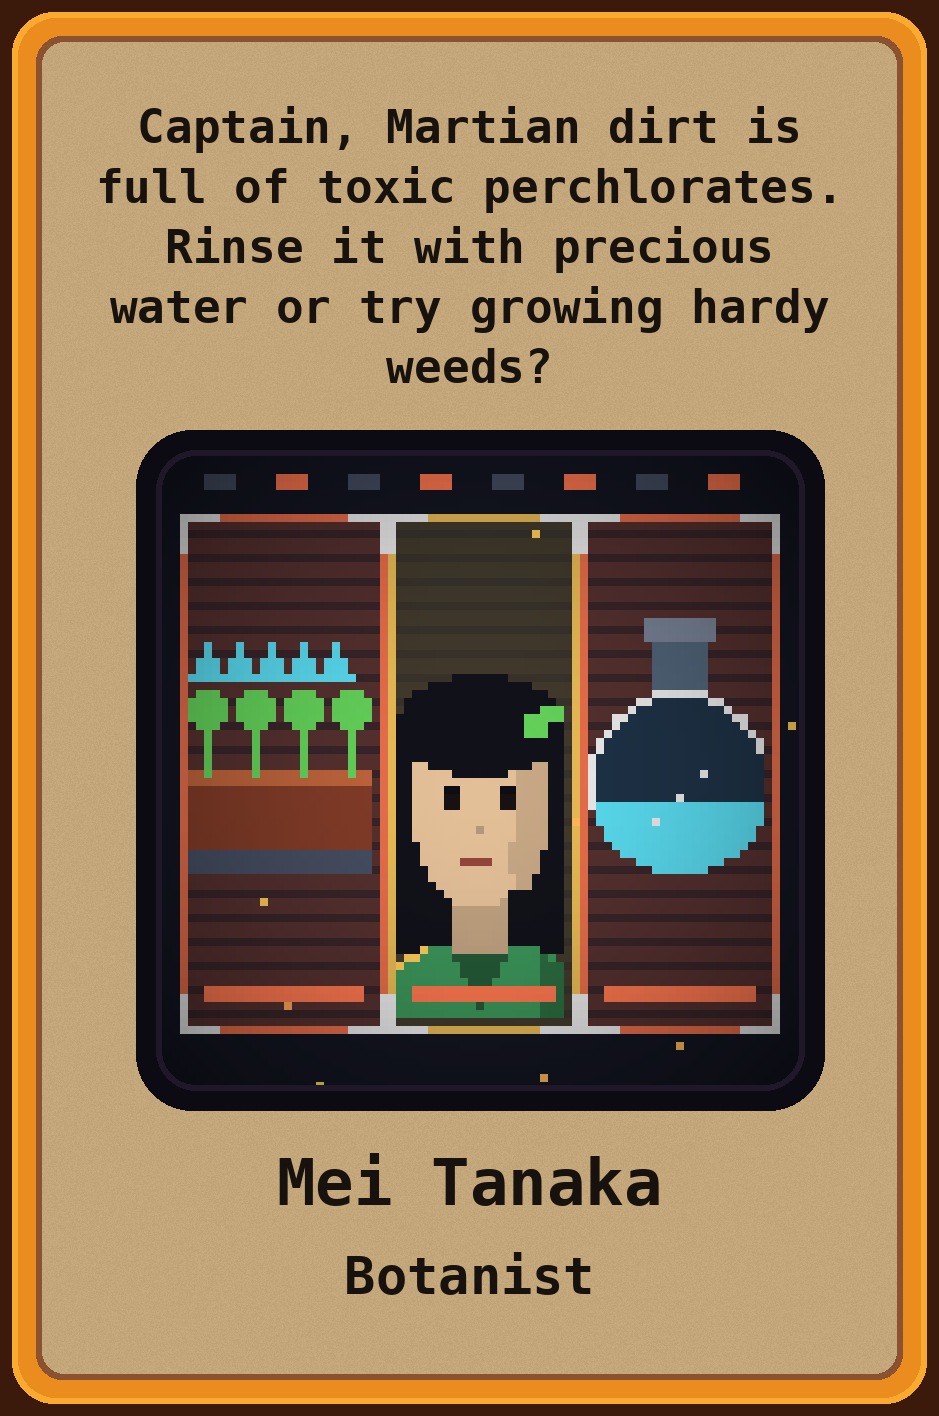 Captain, Martian dirt is
full of toxic perchlorates.
Rinse it with precious
water or try growing hardy
weeds?
Mei Tanaka
Botanist